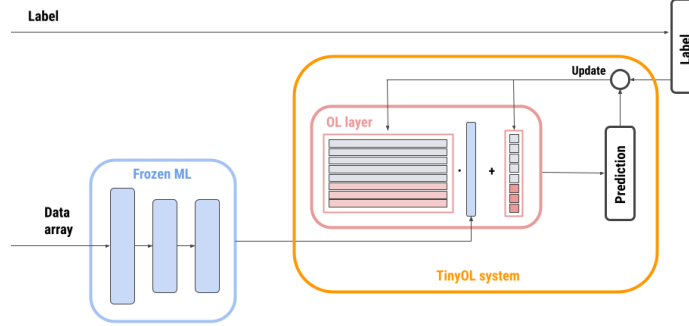 Label
Label
Update
OL layer
·
+
Prediction
Frozen ML
Data
array
TinyOL system